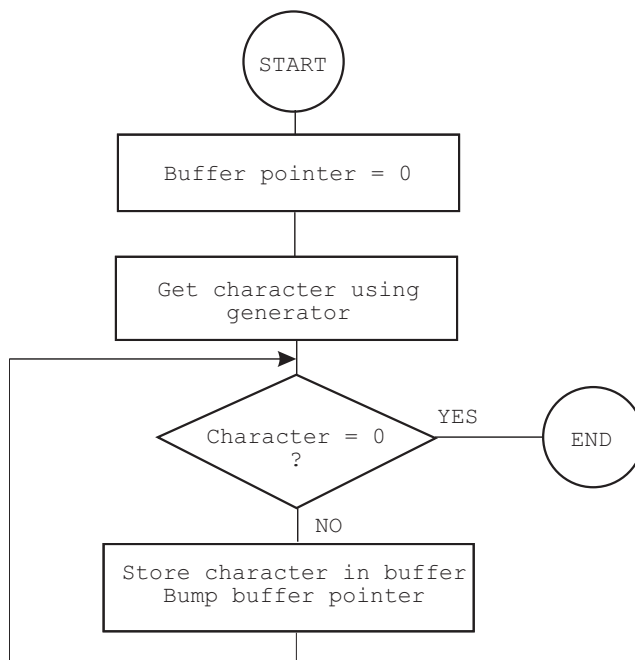 START
Buffer pointer = 0
Get character using
generator
Character = 0
?
YES
END
NO
Store character in buffer
Bump buffer pointer